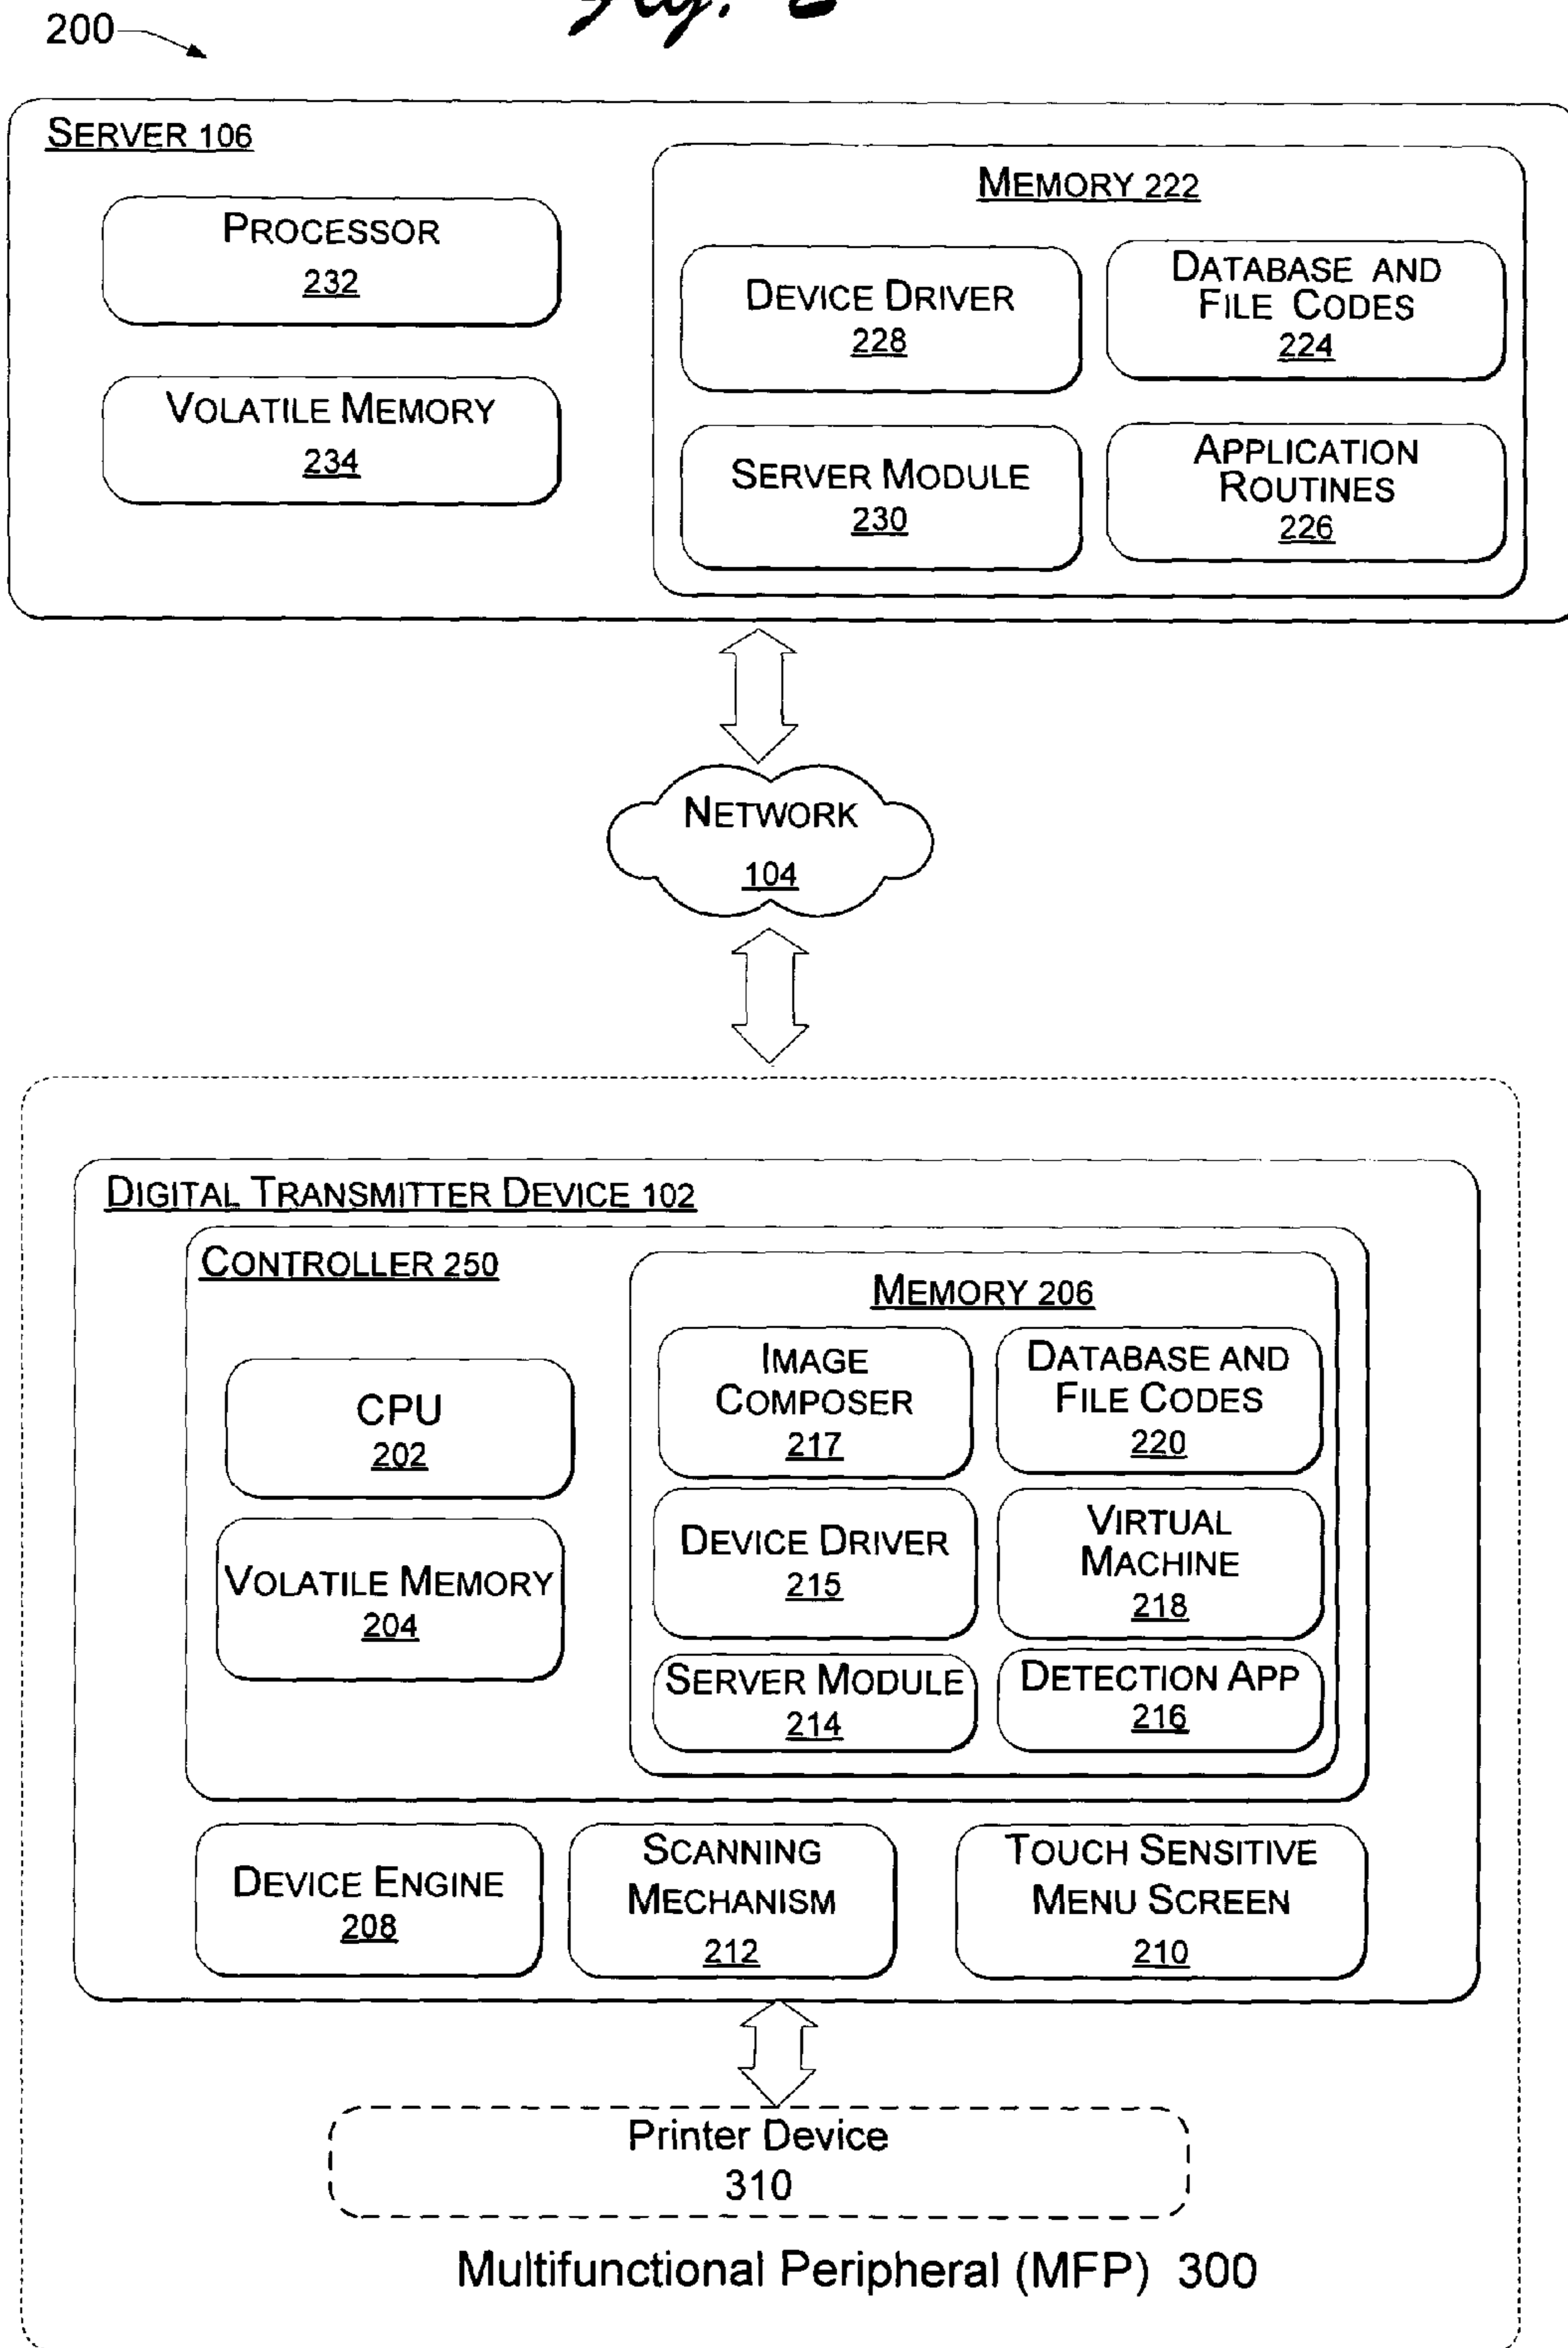 200
SERVER 106
PROCESSOR
232
VOLATILE MEMORY
234
MEMORY 222
DEVICE DRIVER
228
DATABASE AND
FILE CODES
224
SERVER MODULE
230
APPLICATION
ROUTINES
226
NETWORK
104
DIGITAL TRANSMITTER DEVICE 102
CONTROLLER 250
CPU
202
VOLATILE MEMORY
204
MEMORY 206
IMAGE
COMPOSER
217
DATABASE AND
FILE CODES
220
DEVICE DRIVER
215
VIRTUAL
MACHINE
218
SERVER MODULE
214
DETECTION APP
216
DEVICE ENGINE
208
SCANNING
MECHANISM
212
TOUCH SENSITIVE
MENU SCREEN
210
Printer Device
310
Multifunctional Peripheral (MFP) 300